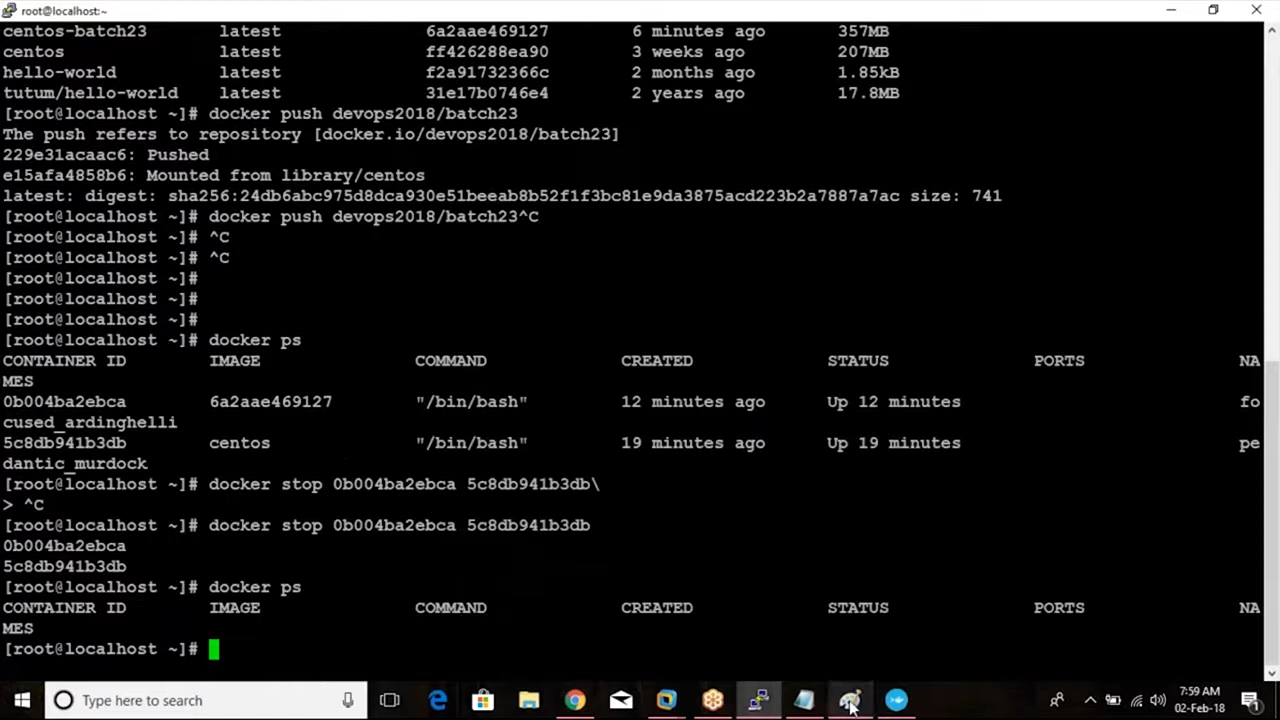 root@localhost:~
centos-batch23 latest 6a2aae469127 6 minutes ago 357MB
centos latest ff426288ea90 3 weeks ago 207MB
hello-world latest f2a91732366c 2 months ago 1.85kB
tutum/hello-world latest 31e17b0746e4 2 years ago 17.8MB
[root@localhost ~]# docker push devops2018/batch23
The push refers to repository [docker.io/devops2018/batch23]
229e31acaac6: Pushed
e15afa4858b6: Mounted from library/centos
latest: digest: sha256:24db6abc975d8dca930e51beeab8b52f1f3bc81e9da3875acd223b2a7887a7ac size: 741
[root@localhost ~]# docker push devops2018/batch23^C
[root@localhost ~]# ^C
[root@localhost ~]# ^C
[root@localhost ~]#
[root@localhost ~]#
[root@localhost ~]#
[root@localhost ~]# docker ps
CONTAINER ID IMAGE COMMAND CREATED STATUS PORTS NA
MES
0b004ba2ebca 6a2aae469127 "/bin/bash" 12 minutes ago Up 12 minutes fo
cused_ardinghelli
5c8db941b3db centos "/bin/bash" 19 minutes ago Up 19 minutes pe
dantic_murdock
[root@localhost ~]# docker stop 0b004ba2ebca 5c8db941b3db\
> ^C
[root@localhost ~]# docker stop 0b004ba2ebca 5c8db941b3db
0b004ba2ebca
5c8db941b3db
[root@localhost ~]# docker ps
CONTAINER ID IMAGE COMMAND CREATED STATUS PORTS NA
MES
[root@localhost ~]#
Type here to search
7:59 AM
02-Feb-18
1